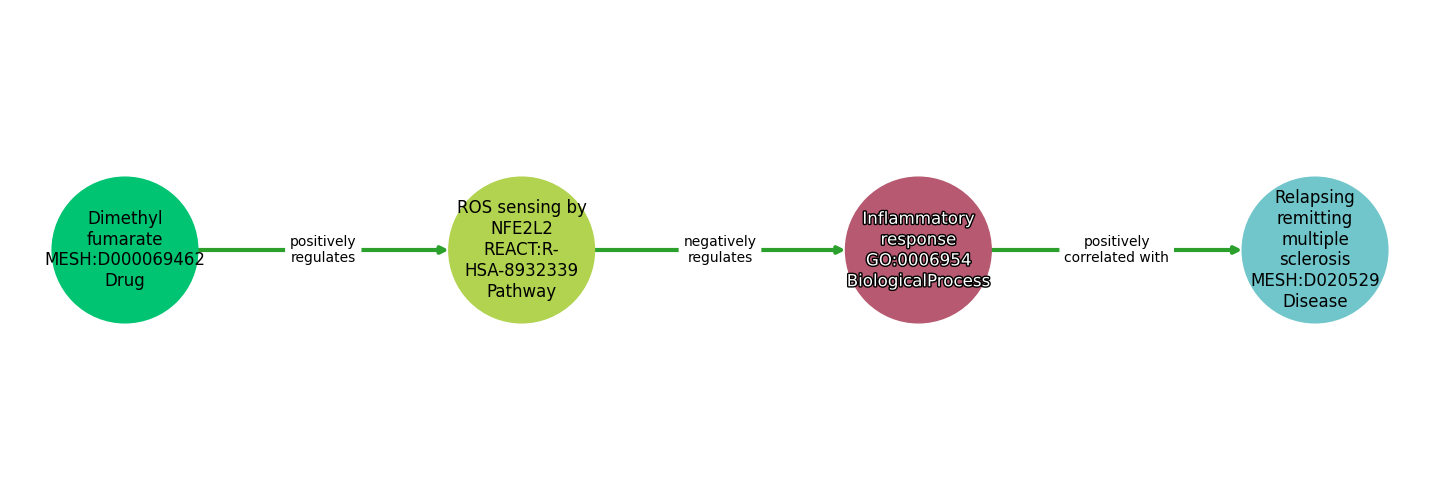 Dimethyl
fumarate
MESH:D000069462
Drug
positively
regulates
ROS sensing by
NFE2L2
REACT:R-
HSA-8932339
Pathway
negatively
regulates
Inflammatory
response
GO:0006954
BiologicalProcess
positively
correlated with
Relapsing
remitting
multiple
sclerosis
MESH:D020529
Disease